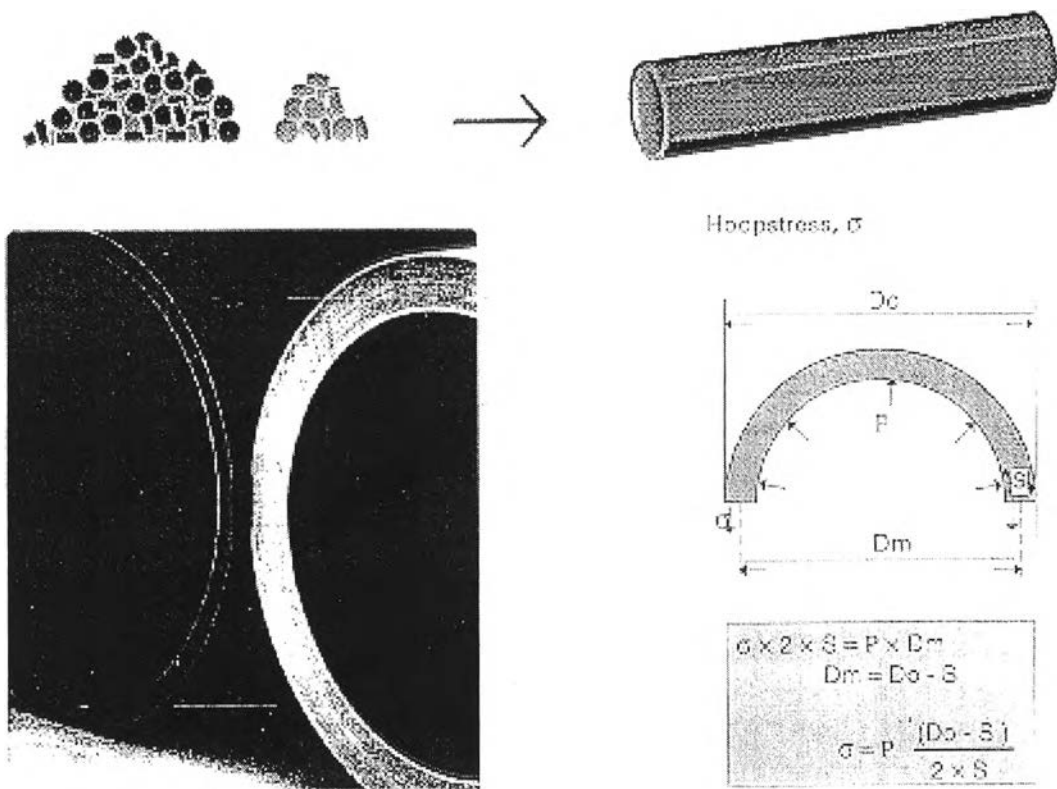 Hoopstress, σ
Do
P
S
σ
Dm
σ × 2 × S = P × Dm
Dm = Do - S
σ = P (Do - S)
2 × S